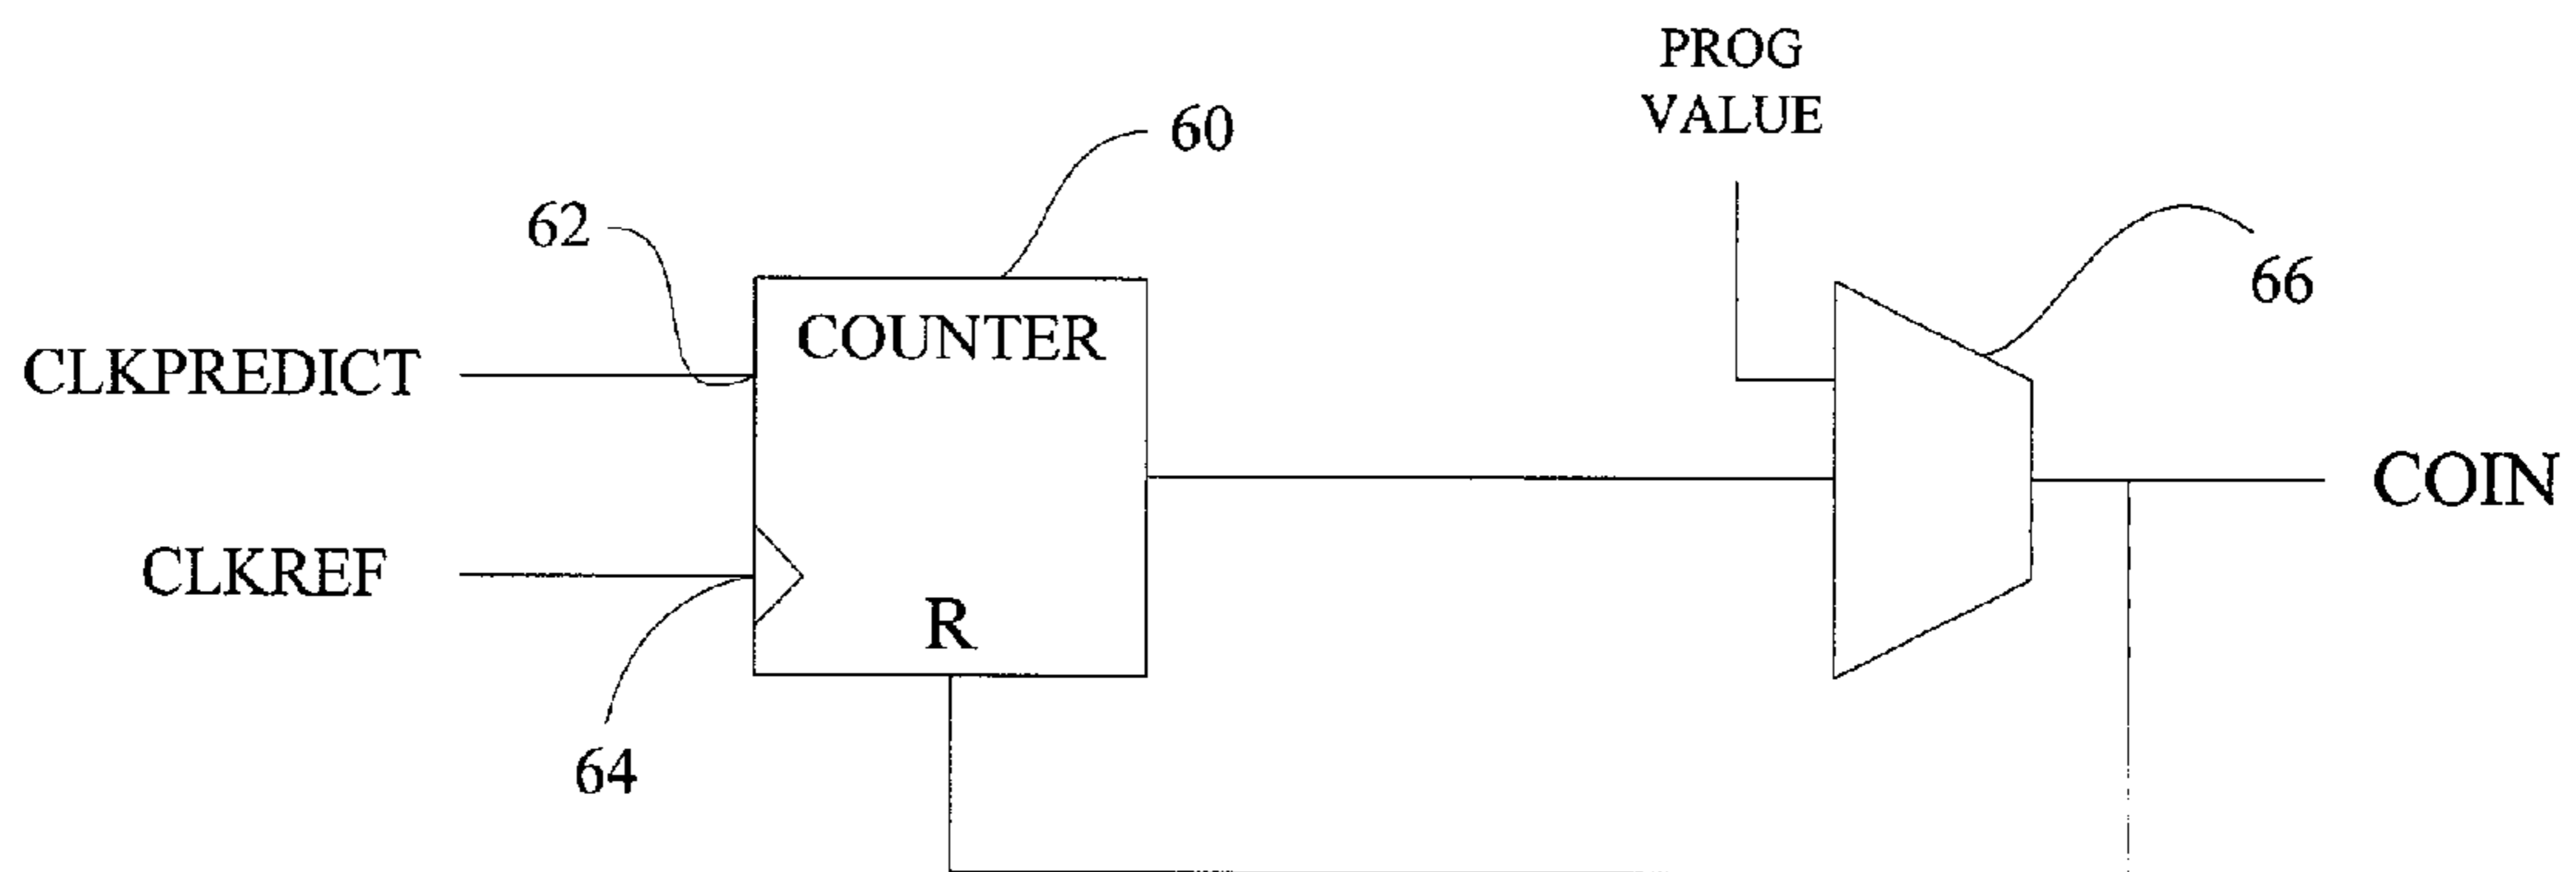 PROG
VALUE
60
62
66
COUNTER
CLKPREDICT
COIN
CLKREF
R
64